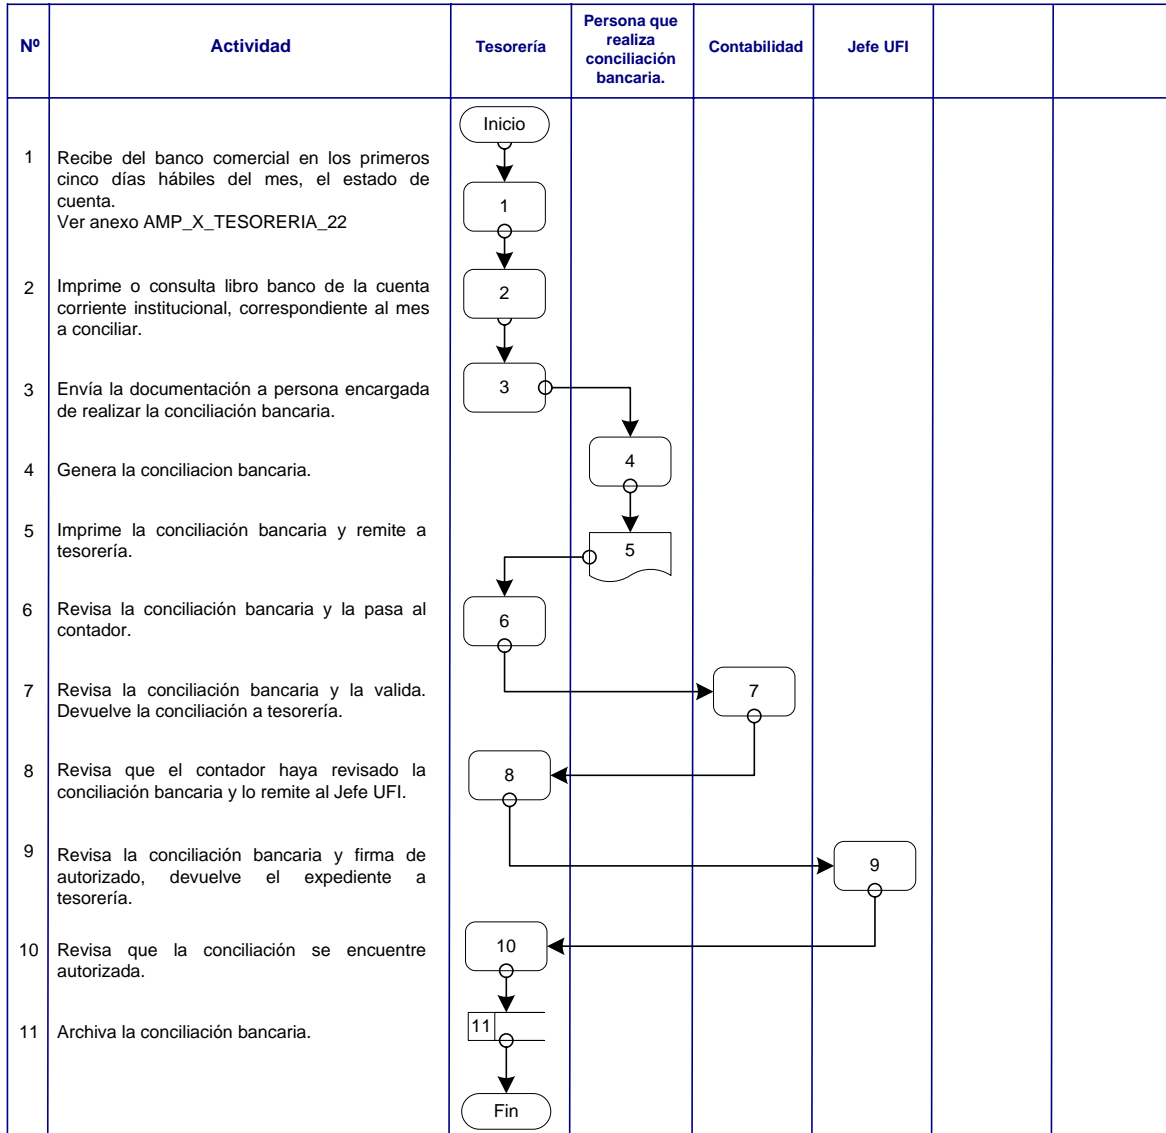 Nº
Actividad
Tesorería
Persona que
realiza
conciliación
bancaria.
Contabilidad
Jefe UFI
Inicio
1
Recibe del banco comercial en los primeros
cinco días hábiles del mes, el estado de
cuenta.
Ver anexo AMP_X_TESORERIA_22
1
2
Imprime o consulta libro banco de la cuenta
corriente institucional, correspondiente al mes
a conciliar.
2
3
Envía la documentación a persona encargada
de realizar la conciliación bancaria.
3
4
Genera la conciliacion bancaria.
4
5
Imprime la conciliación bancaria y remite a
tesorería.
5
6
Revisa la conciliación bancaria y la pasa al
contador.
6
7
Revisa la conciliación bancaria y la valida.
Devuelve la conciliación a tesorería.
7
8
Revisa que el contador haya revisado la
conciliación bancaria y lo remite al Jefe UFI.
8
9
Revisa la conciliación bancaria y firma de
autorizado, devuelve el expediente a
tesorería.
9
10
Revisa que la conciliación se encuentre
autorizada.
10
11
Archiva la conciliación bancaria.
11
Fin